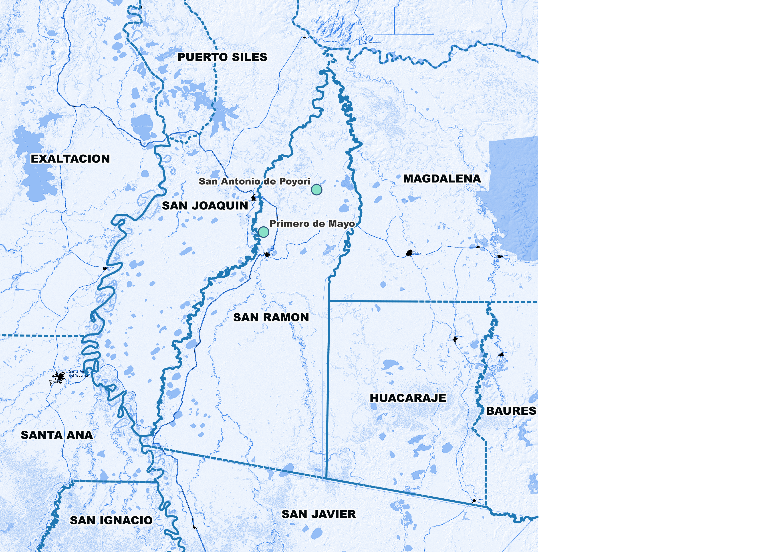 PUERTO SILES
EXALTACION
MAGDALENA
San Antonio de Poyori
SAN JOAQUIN
Primero de Mayo
SAN RAMON
HUACARAJE
BAURES
SANTA ANA
SAN JAVIER
SAN IGNACIO